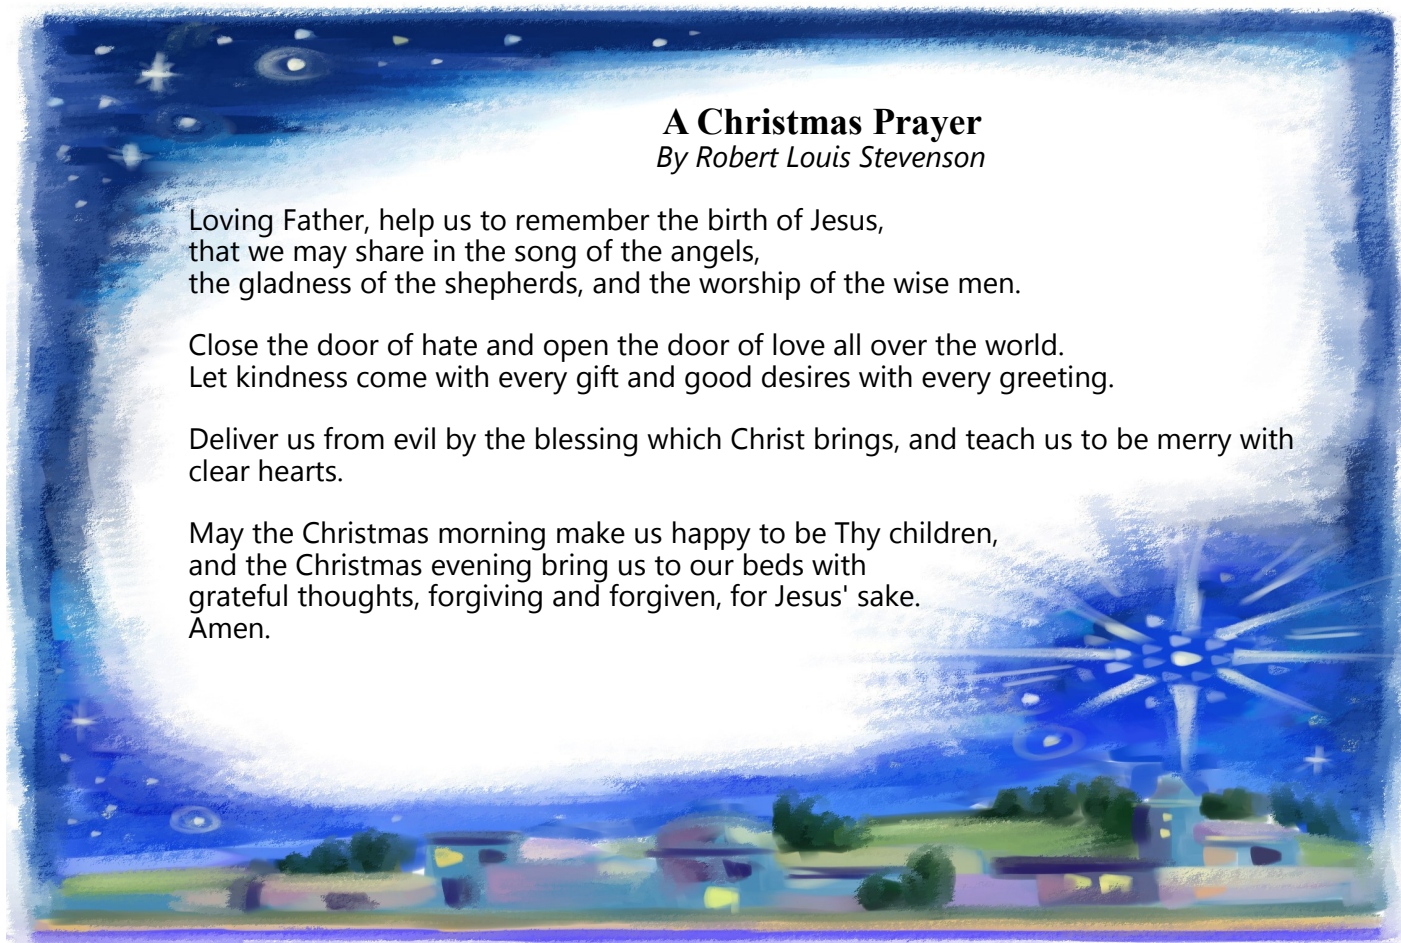 A Christmas Prayer
By Robert Louis Stevenson
Loving Father, help us to remember the birth of Jesus,
that we may share in the song of the angels,
the gladness of the shepherds, and the worship of the wise men.
Close the door of hate and open the door of love all over the world.
Let kindness come with every gift and good desires with every greeting.
Deliver us from evil by the blessing which Christ brings, and teach us to be merry with
clear hearts.
May the Christmas morning make us happy to be Thy children,
and the Christmas evening bring us to our beds with
grateful thoughts, forgiving and forgiven, for Jesus' sake.
Amen.